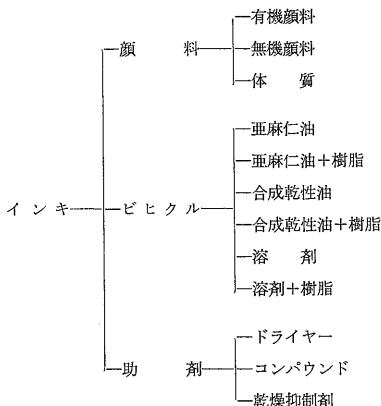 インキ
顔料
有機顔料
無機顔料
体質
ビヒクル
亜麻仁油
亜麻仁油+樹脂
合成乾性油
合成乾性油+樹脂
溶剤
溶剤+樹脂
助剤
ドライヤー
コンパウンド
乾燥抑制剤